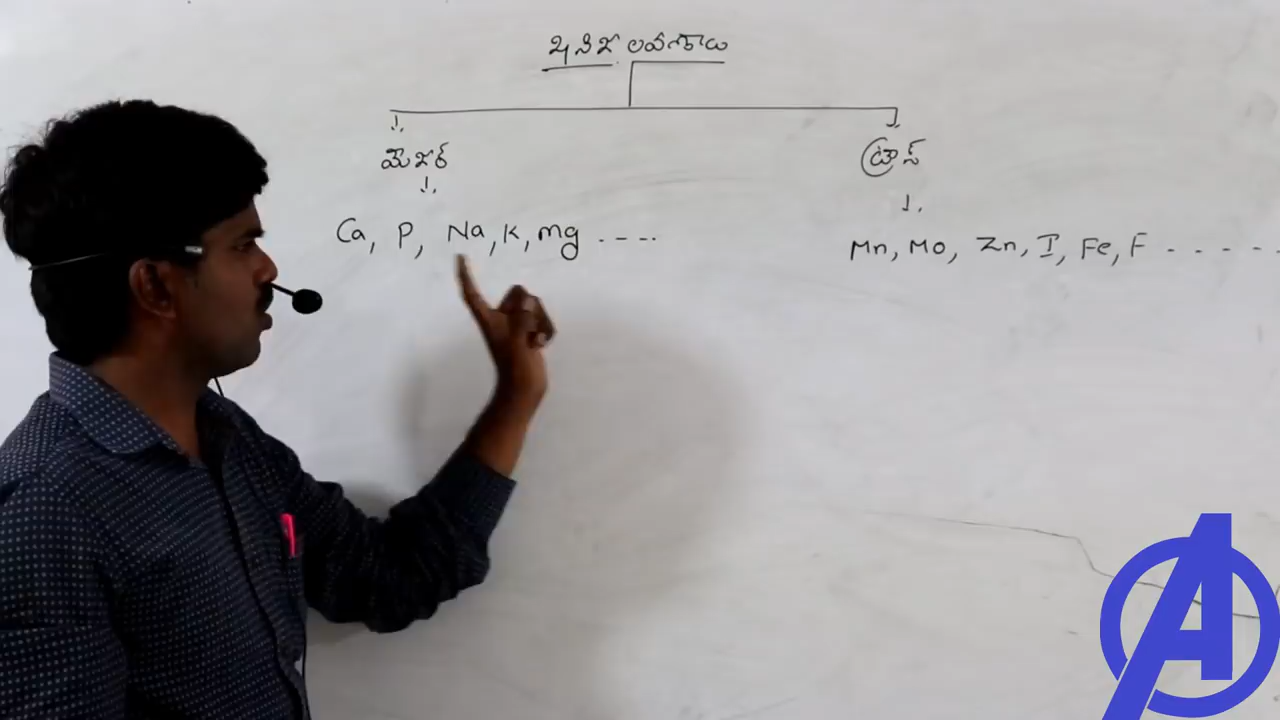 ఖనిజ లవణాలు
మేజర్ ట్రాస్
Ca, P, Na, K, mg ---- Mn, Mo, Zn, I, Fe, F -----